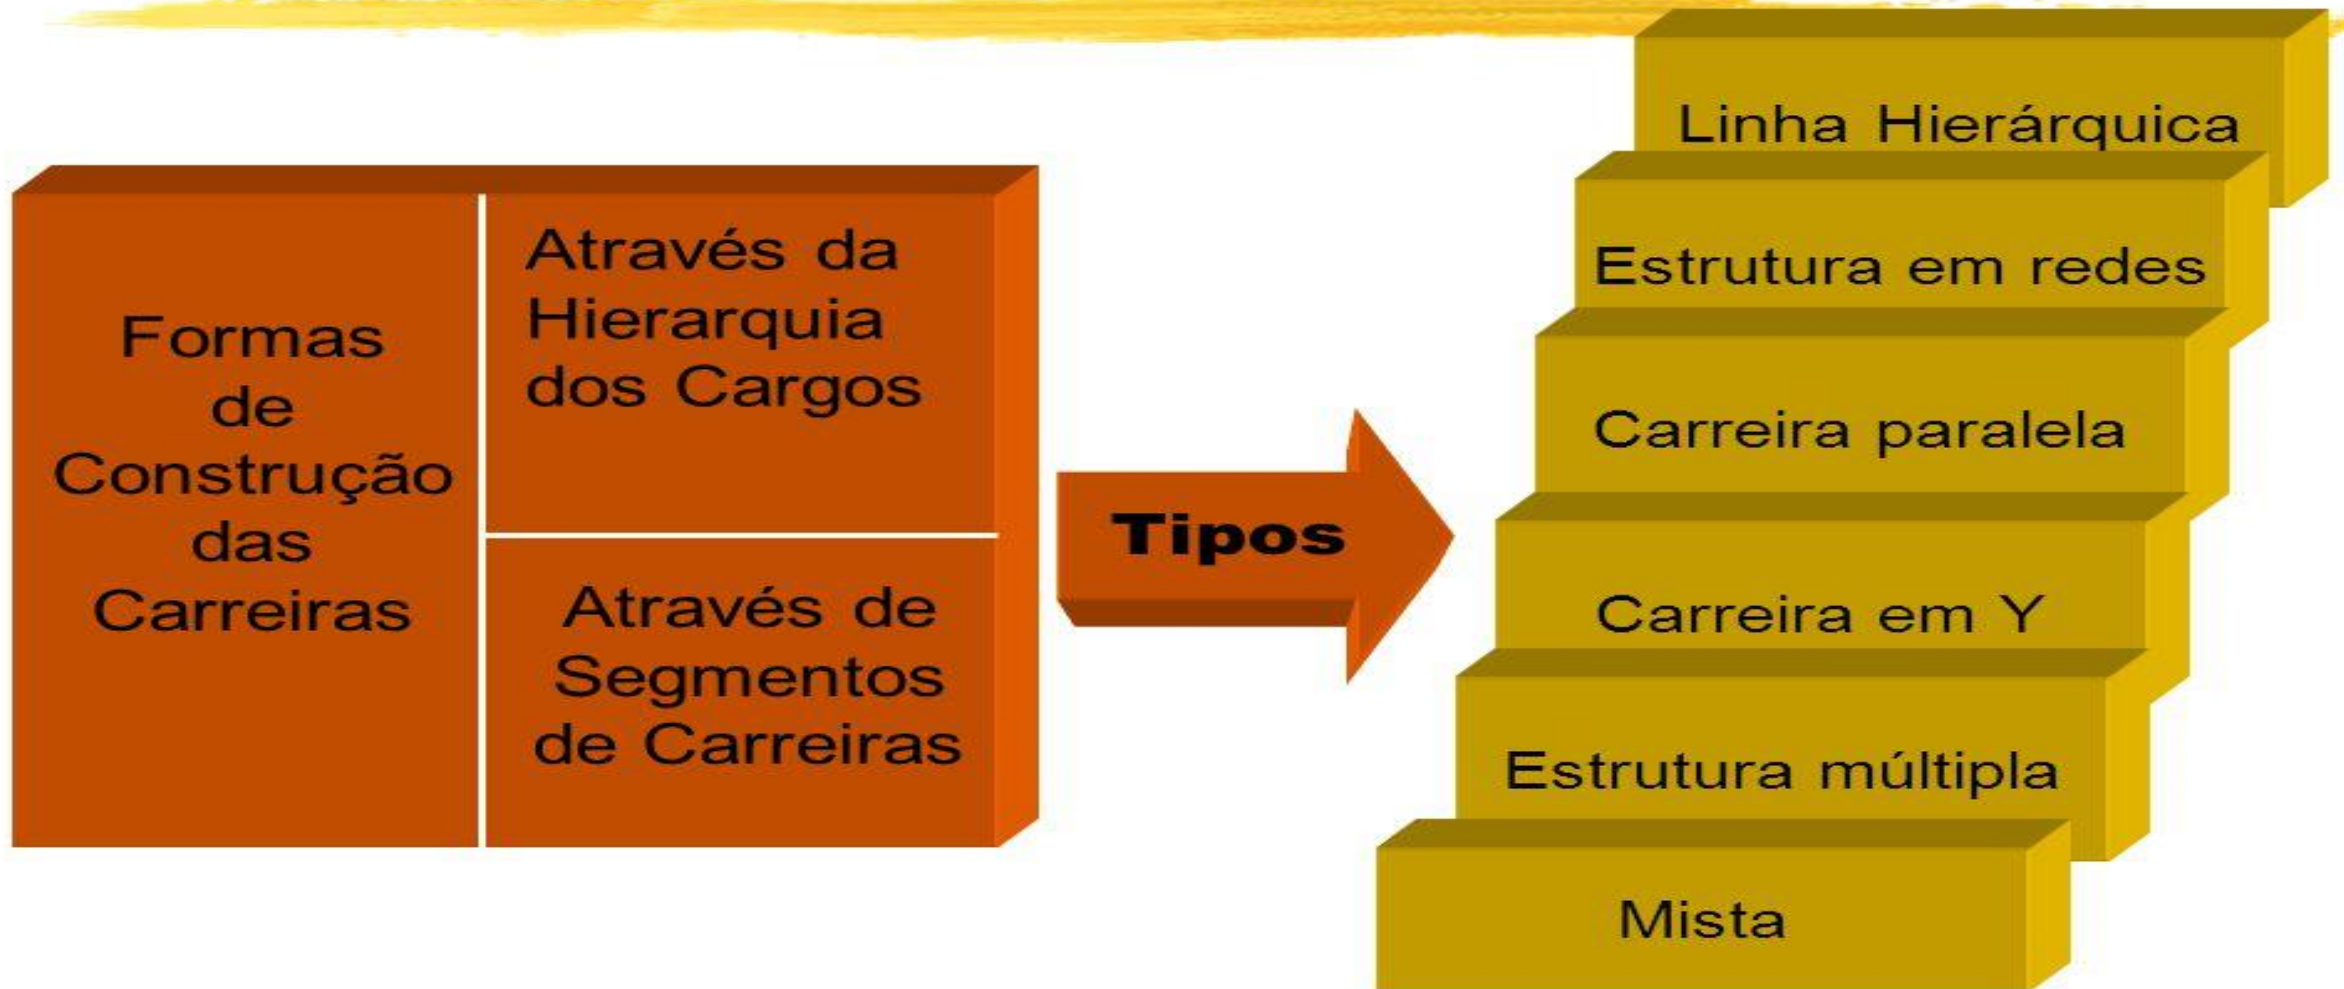 Formas
de
Construção
das
Carreiras
Através da
Hierarquia
dos Cargos
Através de
Segmentos
de Carreiras
Tipos
Linha Hierárquica
Estrutura em redes
Carreira paralela
Carreira em Y
Estrutura múltipla
Mista